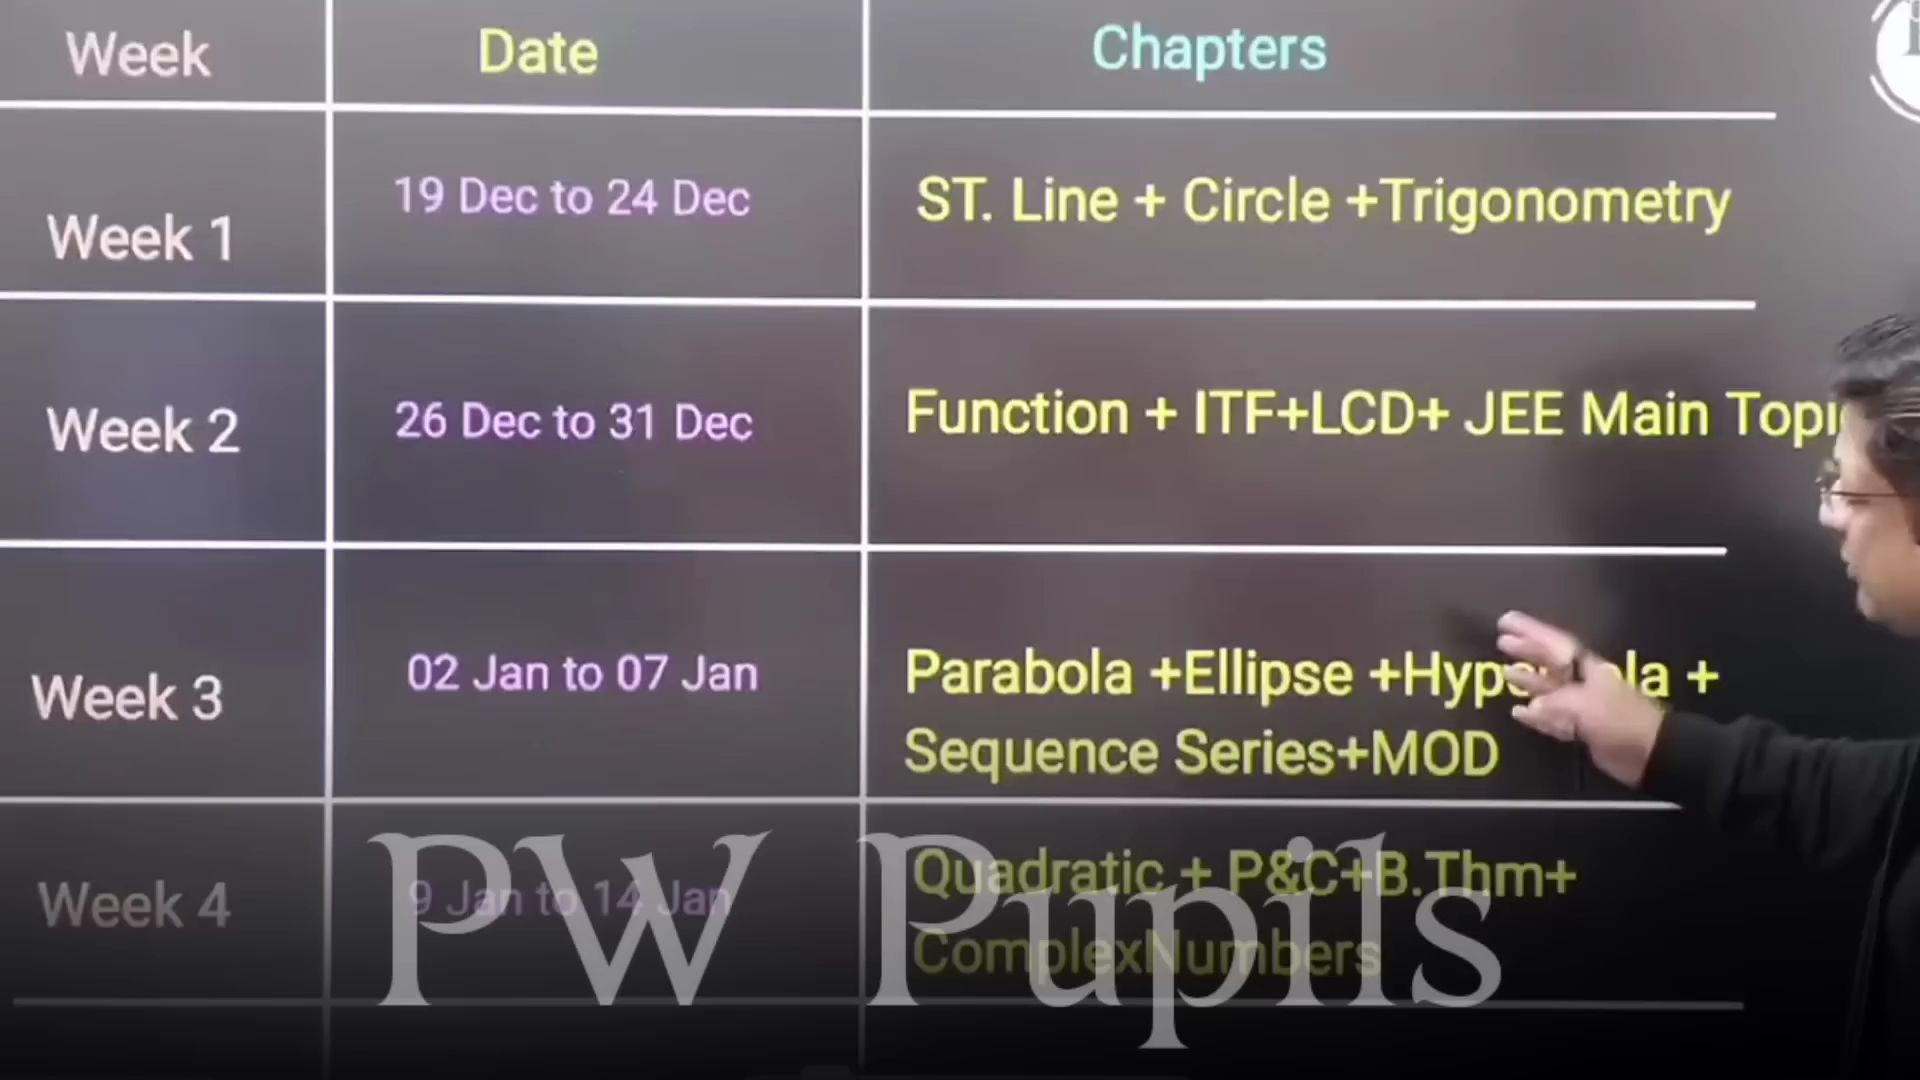 Week Date Chapters
Week 1 19 Dec to 24 Dec ST. Line + Circle +Trigonometry
Week 2 26 Dec to 31 Dec Function + ITF+LCD+ JEE Main
Week 3 02 Jan to 07 Jan Parabola +Ellipse + +
Sequence Series+MOD
Week 4 9 Jan to 14 Jan Quadratic + P&C+B.Thm+
ComplexNumbers
PW Pupils